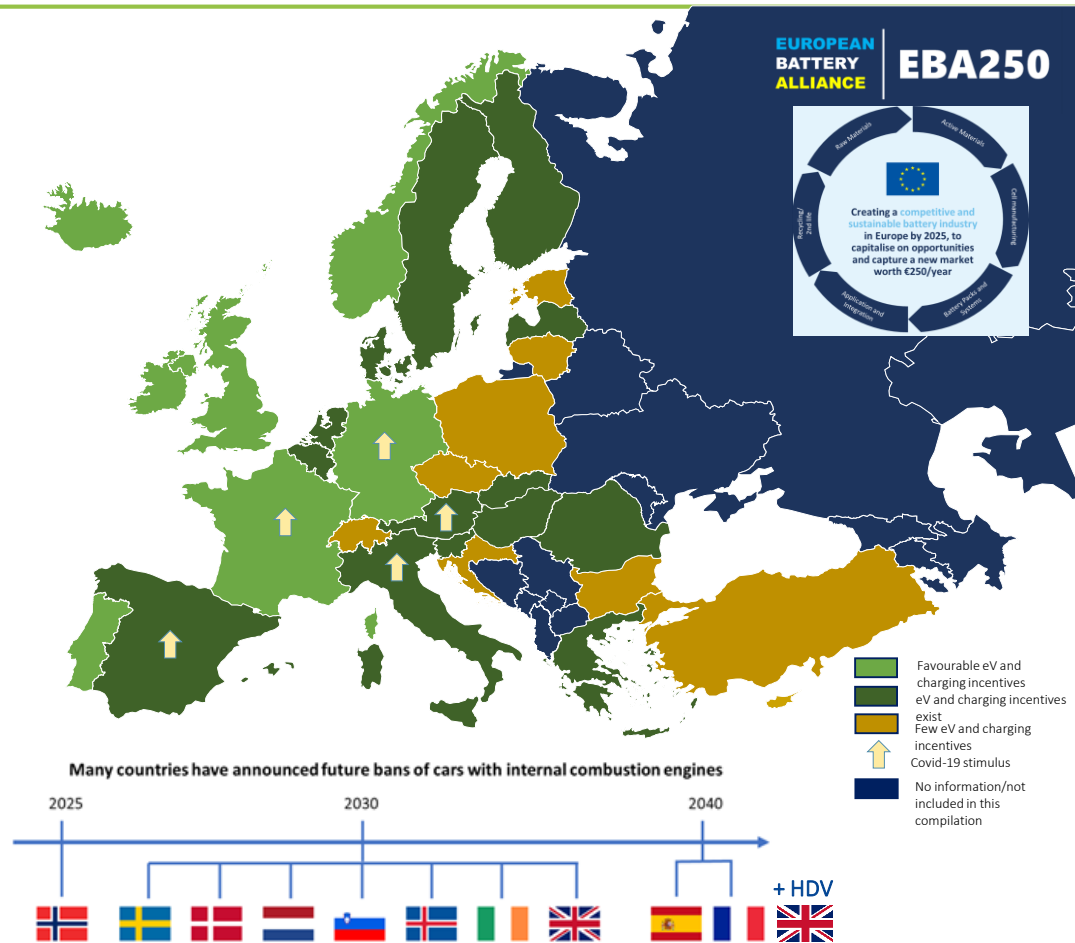 EUROPEAN
BATTERY
ALLIANCE
EBA250
Raw Materials
Active Materials
Cell manufacturing
Battery Packs and
Systems
Application and
Integration
Recycling/
2nd life
Creating a competitive and
sustainable battery industry
in Europe by 2025, to
capitalise on opportunities
and capture a new market
worth €250/year
Favourable eV and
charging incentives
eV and charging incentives
exist
Few eV and charging
incentives
Covid-19 stimulus
No information/not
included in this
compilation
Many countries have announced future bans of cars with internal combustion engines
2025
2030
2040
+ HDV